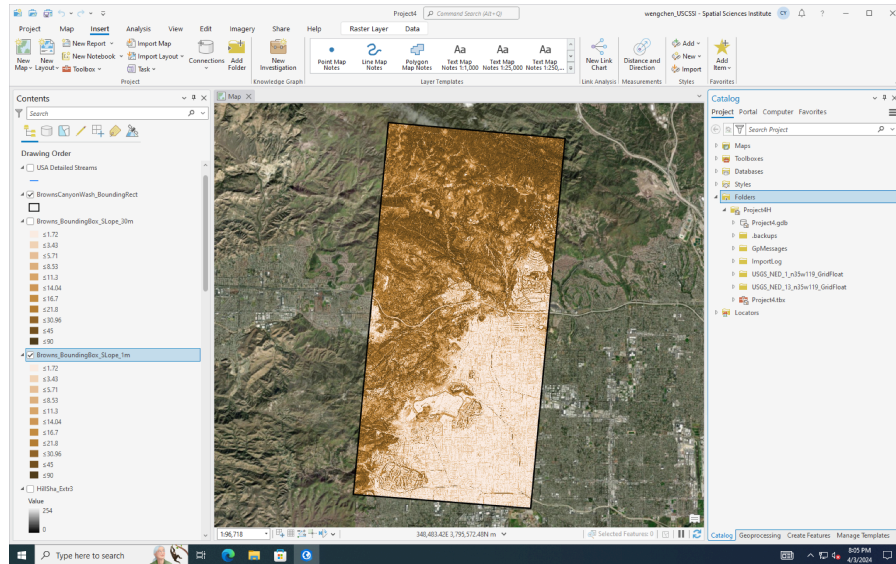 Project4
Command Search (Alt+Q)
wengchen_USCSSI - Spatial Sciences Institute
CY
?
Project Map Insert Analysis View Edit Imagery Share Help Raster Layer Data
New Map
New Layout
New Report
New Notebook
Toolbox
Import Map
Import Layout
Task
Connections
Add Folder
New Investigation
Point Map Notes
Line Map Notes
Polygon Map Notes
Aa Text Map Notes 1:1,000
Aa Text Map Notes 1:25,000
Aa Text Map Notes 1:250,...
New Link Chart
Distance and Direction
Add
New
Import
Add Item
Project
Knowledge Graph
Layer Templates
Link Analysis
Measurements
Styles
Favorites
Contents
Search
Drawing Order
USA Detailed Streams
BrownsCanyonWash_BoundingRect
Browns_BoundingBox_SLope_30m
≤1.72
≤3.43
≤5.71
≤8.53
≤11.3
≤14.04
≤16.7
≤21.8
≤30.96
≤45
≤90
Browns_BoundingBox_SLope_1m
≤1.72
≤3.43
≤5.71
≤8.53
≤11.3
≤14.04
≤16.7
≤21.8
≤30.96
≤45
≤90
HillSha_Extr3
Value
254
0
Map
1:96,718
348,483.42E 3,795,572.48N m
Selected Features: 0
Catalog
Project Portal Computer Favorites
Search Project
Maps
Toolboxes
Databases
Styles
Folders
Project4H
Project4.gdb
.backups
GpMessages
ImportLog
USGS_NED_1_n35w119_GridFloat
USGS_NED_13_n35w119_GridFloat
Project4.tbx
Locators
Catalog Geoprocessing Create Features Manage Templates
Type here to search
8:05 PM
4/3/2024